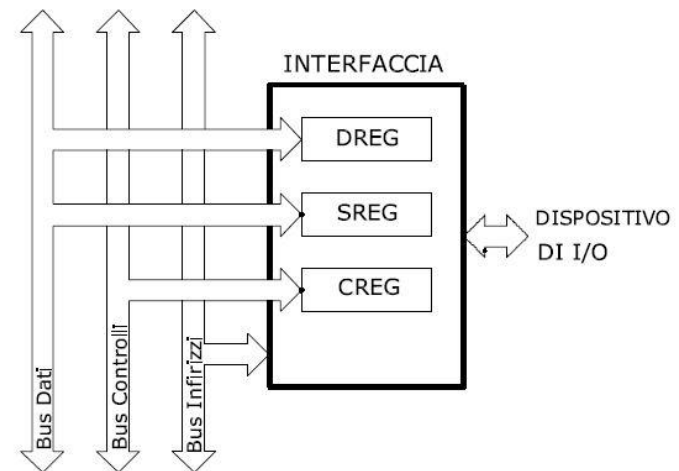 INTERFACCIA
DREG
SREG
CREG
DISPOSITIVO
DI I/O
Bus Dati
Bus Controlli
Bus Infirizzi